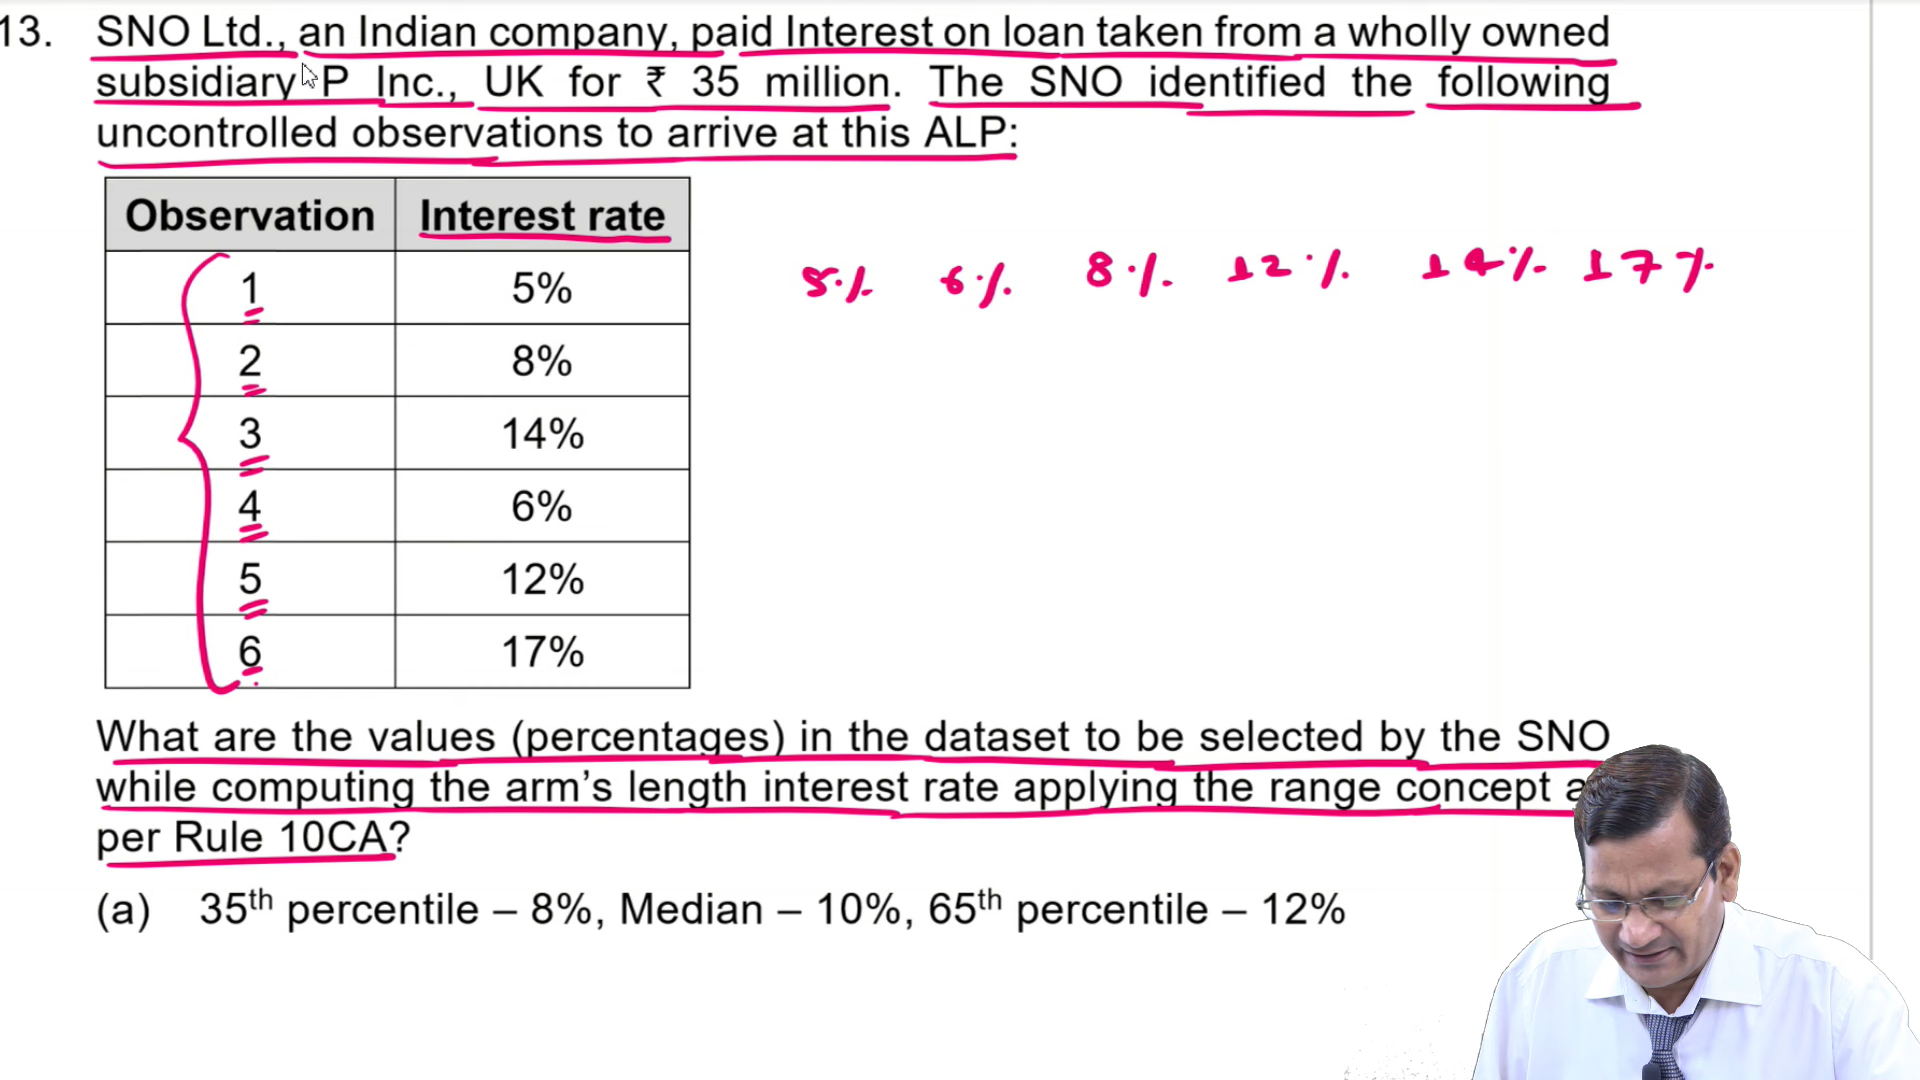 13. SNO Ltd., an Indian company, paid Interest on loan taken from a wholly owned
subsidiary P Inc., UK for ₹ 35 million. The SNO identified the following
uncontrolled observations to arrive at this ALP:
Observation Interest rate
1 5%
2 8%
3 14%
4 6%
5 12%
6 17%
5% 6% 8% 12% 14% 17%
What are the values (percentages) in the dataset to be selected by the SNO
while computing the arm's length interest rate applying the range concept
per Rule 10CA?
(a) 35th percentile – 8%, Median – 10%, 65th percentile – 12%